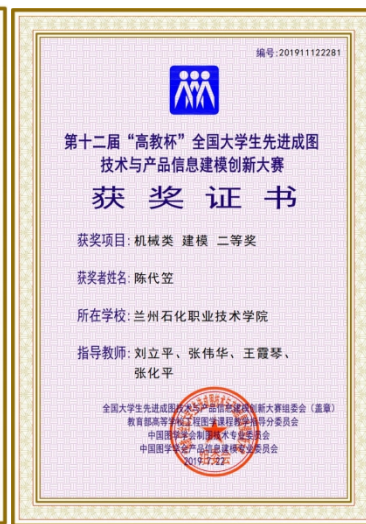 编号:201911122281
第十二届“高教杯”全国大学生先进成图
技术与产品信息建模创新大赛
获奖证书
获奖项目: 机械类 建模 二等奖
获奖者姓名: 陈代笠
所在学校: 兰州石化职业技术学院
指导教师: 刘立平、张伟华、王霞琴、
张化平
全国大学生先进成图技术与产品信息建模创新大赛组委会（盖章）
教育部高等学校工程图学课程教学指导分委员会
中国图学学会制图技术专业委员会
中国图学学会产品信息建模专业委员会
2019.7.22